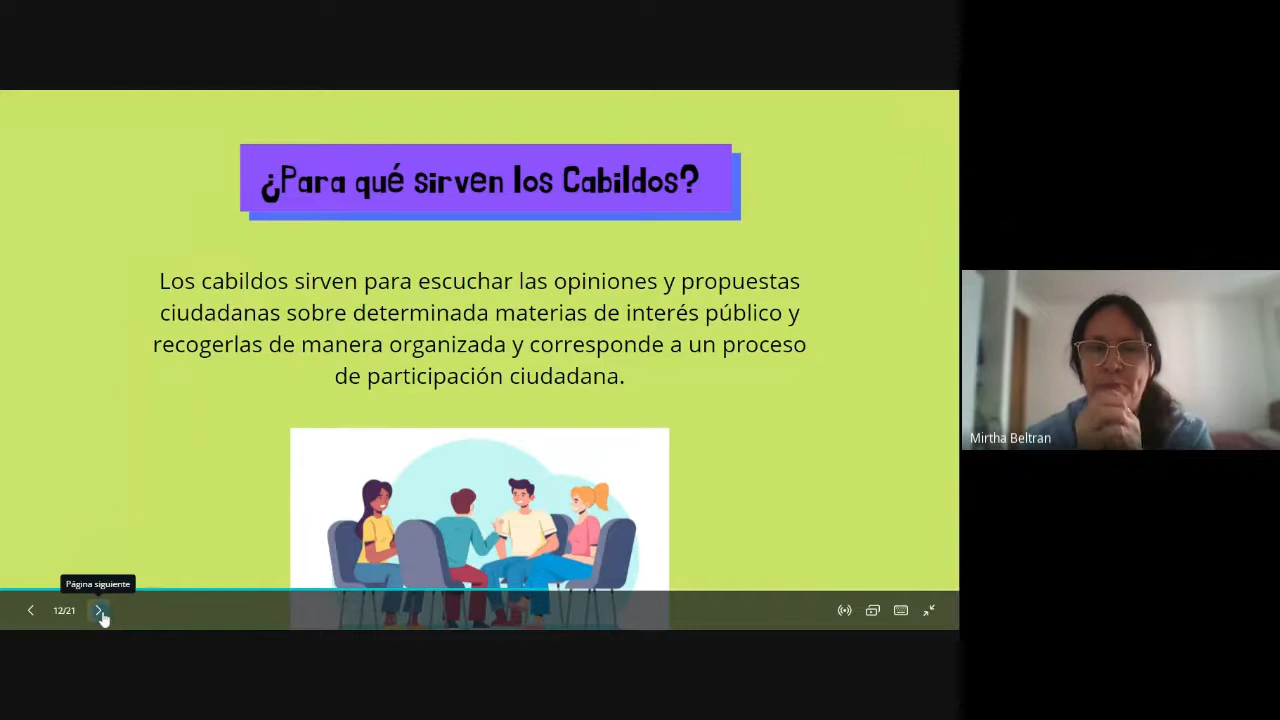 ¿Para qué sirven los Cabildos?
Los cabildos sirven para escuchar las opiniones y propuestas
ciudadanas sobre determinada materias de interés público y
recogerlas de manera organizada y corresponde a un proceso
de participación ciudadana.
Mirtha Beltran
Página siguiente
12/21